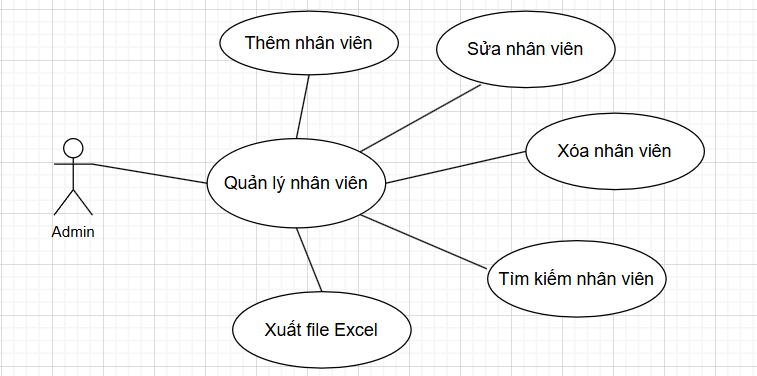 Thêm nhân viên
Sửa nhân viên
Xóa nhân viên
Quản lý nhân viên
Admin
Tìm kiếm nhân viên
Xuất file Excel